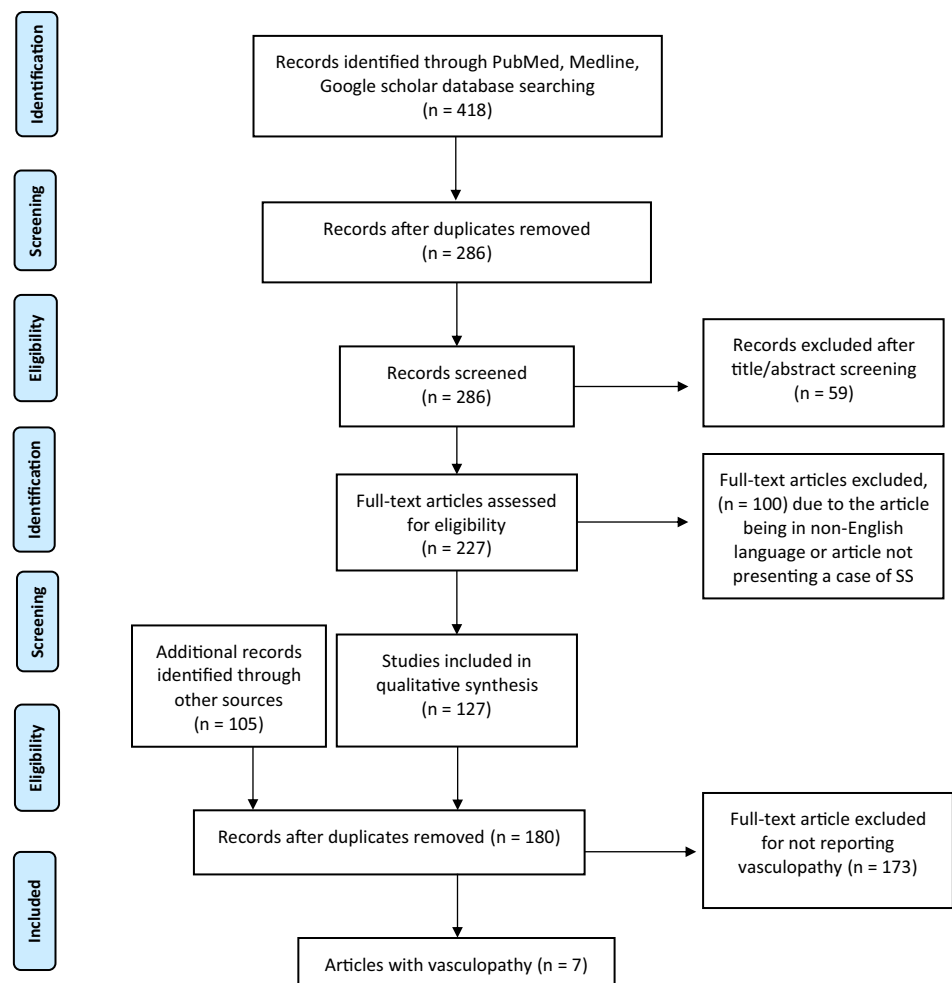 Identification
Records identified through PubMed, Medline,
Google scholar database searching
(n = 418)
Screening
Records after duplicates removed
(n = 286)
Eligibility
Records screened
(n = 286)
Records excluded after
title/abstract screening
(n = 59)
Identification
Full-text articles assessed
for eligibility
(n = 227)
Full-text articles excluded,
(n = 100) due to the article
being in non-English
language or article not
presenting a case of SS
Screening
Additional records
identified through
other sources
(n = 105)
Studies included in
qualitative synthesis
(n = 127)
Eligibility
Records after duplicates removed (n = 180)
Full-text article excluded
for not reporting
vasculopathy (n = 173)
Included
Articles with vasculopathy (n = 7)